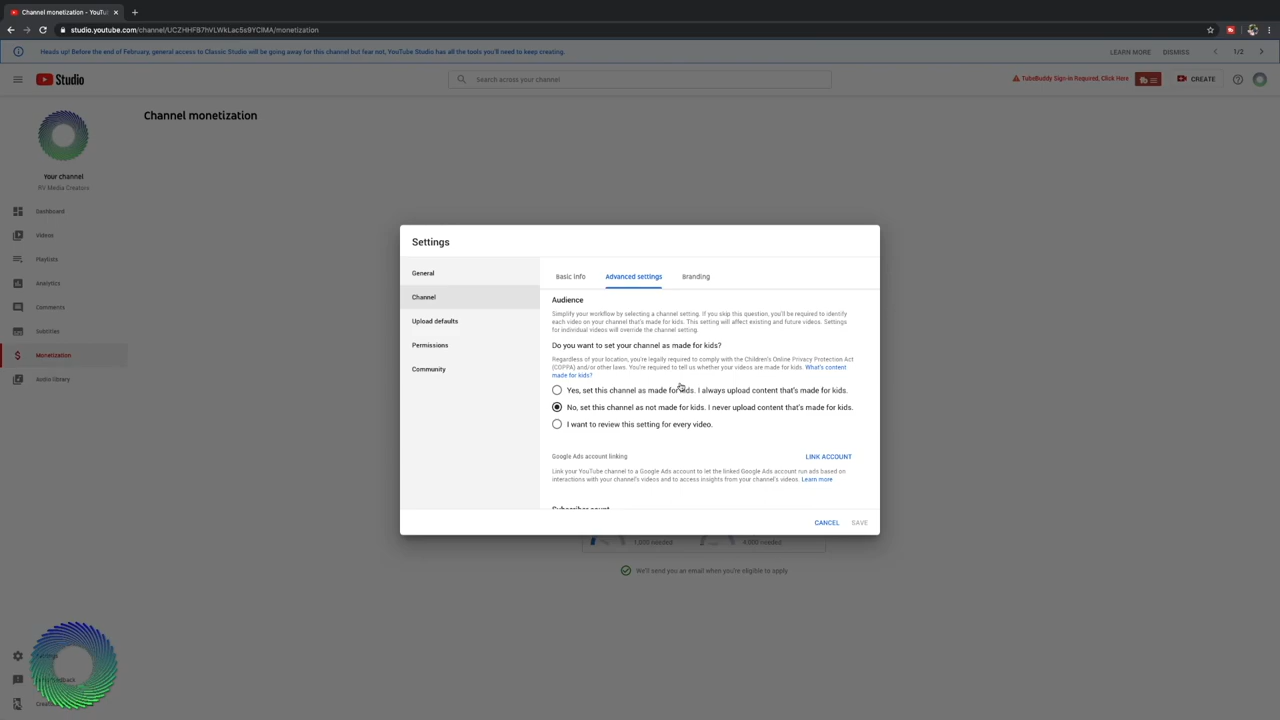 Channel monetization - YouTu
studio.youtube.com/channel/UCZHHFB7hVLWkLac5s9YCIMA/monetization
Heads up! Before the end of February, general access to Classic Studio will be going away for this channel but fear not, YouTube Studio has all the tools you'll need to keep creating.
LEARN MORE
DISMISS
1/2
Studio
Search across your channel
TubeBuddy Sign-in Required, Click Here
CREATE
Channel monetization
Your channel
RV Media Creators
Dashboard
Videos
Playlists
Analytics
Comments
Subtitles
Monetization
Audio library
Settings
General
Channel
Upload defaults
Permissions
Community
Basic info
Advanced settings
Branding
Audience
Simplify your workflow by selecting a channel setting. If you skip this question, you'll be required to identify
each video on your channel that's made for kids. This setting will affect existing and future videos. Settings
for individual videos will override the channel setting.
Do you want to set your channel as made for kids?
Regardless of your location, you're legally required to comply with the Children's Online Privacy Protection Act
(COPPA) and/or other laws. You're required to tell us whether your videos are made for kids. What's content
made for kids?
Yes, set this channel as made for kids. I always upload content that's made for kids.
No, set this channel as not made for kids. I never upload content that's made for kids.
I want to review this setting for every video.
Google Ads account linking
LINK ACCOUNT
Link your YouTube channel to a Google Ads account to let the linked Google Ads account run ads based on
interactions with your channel's videos and to access insights from your channel's videos. Learn more
Subscriber count
CANCEL
SAVE
1,000 needed
4,000 needed
We'll send you an email when you're eligible to apply